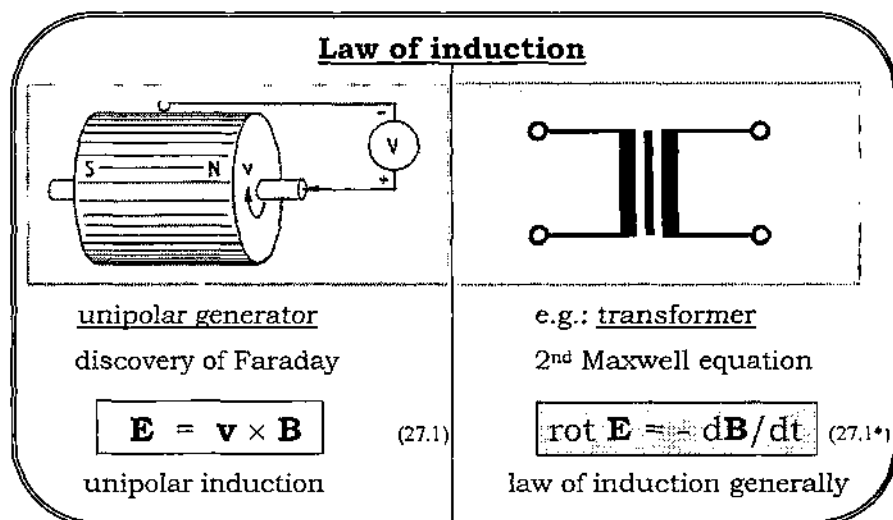 Law of induction
S N v
- V +
unipolar generator
discovery of Faraday
E = v × B (27.1)
unipolar induction
e.g.: transformer
2nd Maxwell equation
rot E = - dB/dt (27.1*)
law of induction generally